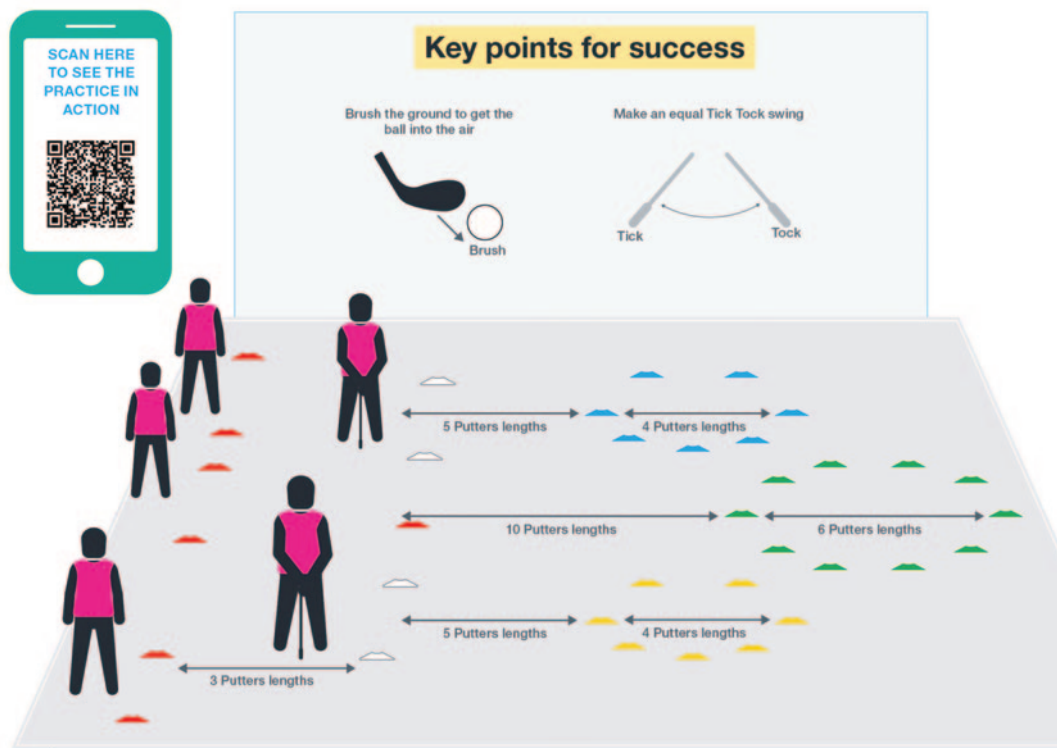 SCAN HERE
TO SEE THE
PRACTICE IN
ACTION
Key points for success
Brush the ground to get the
ball into the air
Brush
Make an equal Tick Tock swing
Tick
Tock
5 Putters lengths
4 Putters lengths
10 Putters lengths
6 Putters lengths
5 Putters lengths
4 Putters lengths
3 Putters lengths